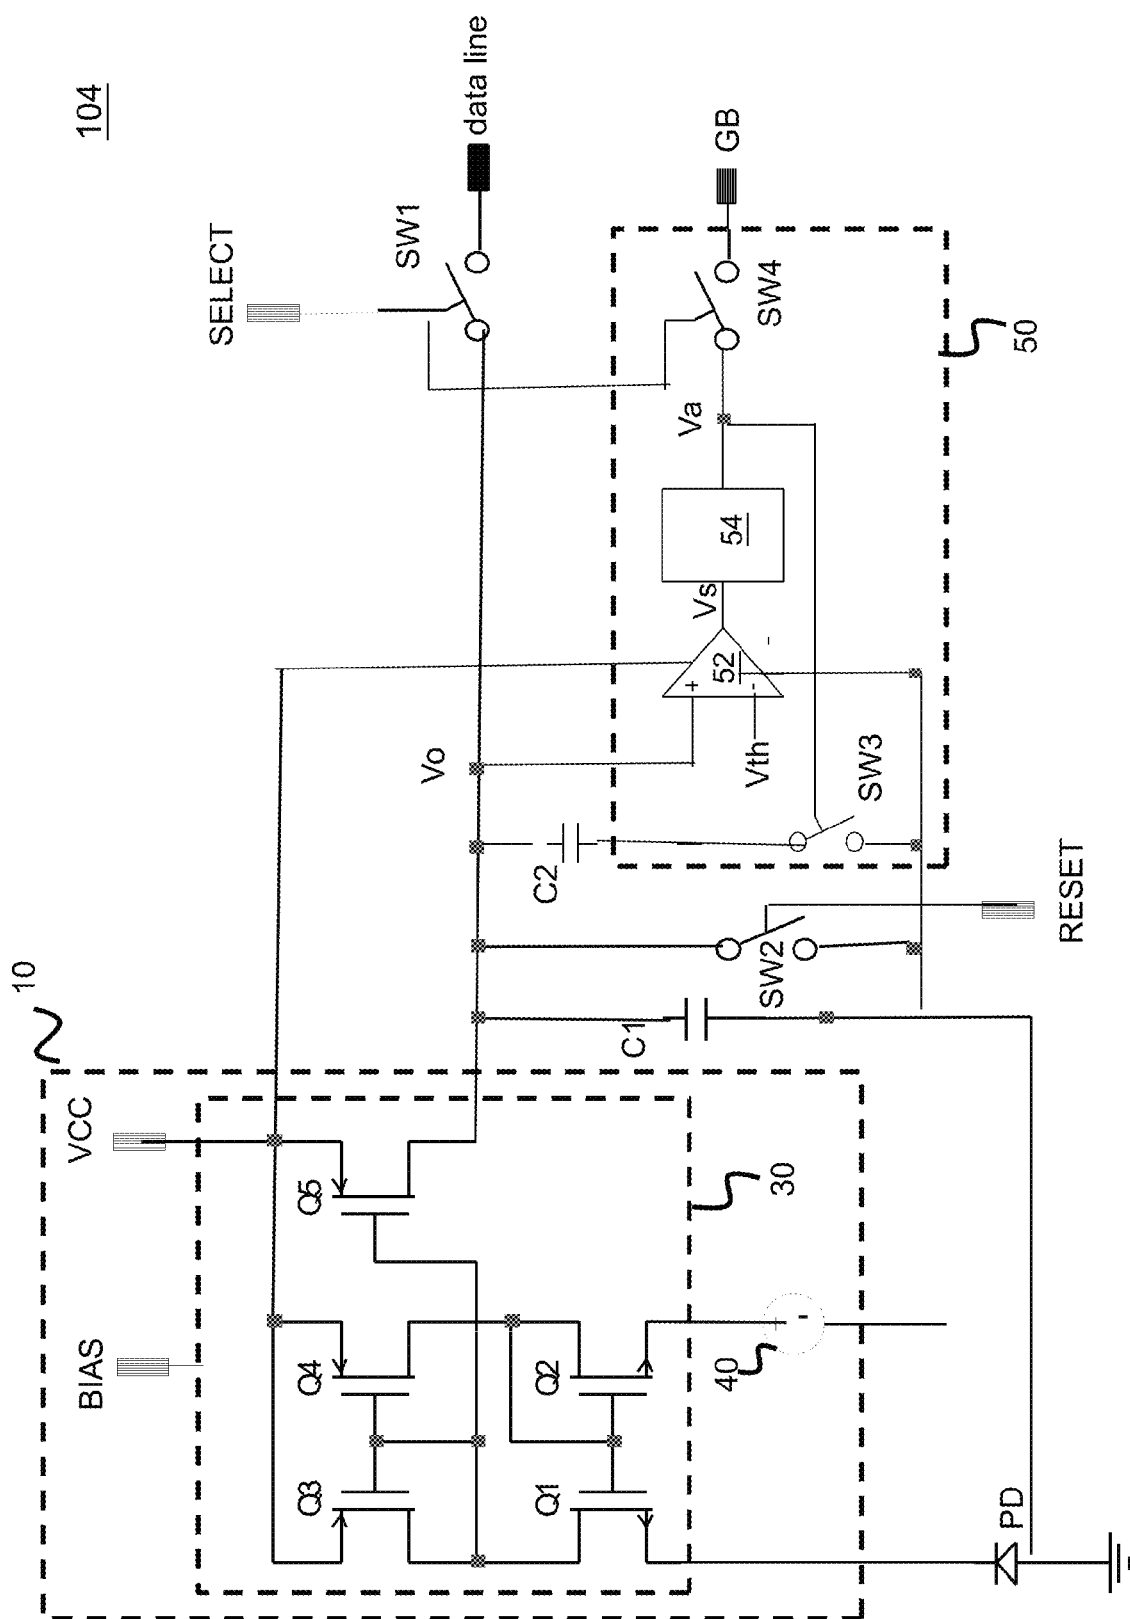 104
SELECT
SW1
data line
GB
SW4
50
Va
54
Vs
52
+
-
-
Vth
Vo
SW3
C2
RESET
SW2
C1
10
VCC
BIAS
Q5
30
Q4
Q2
40
+
-
Q3
Q1
PD